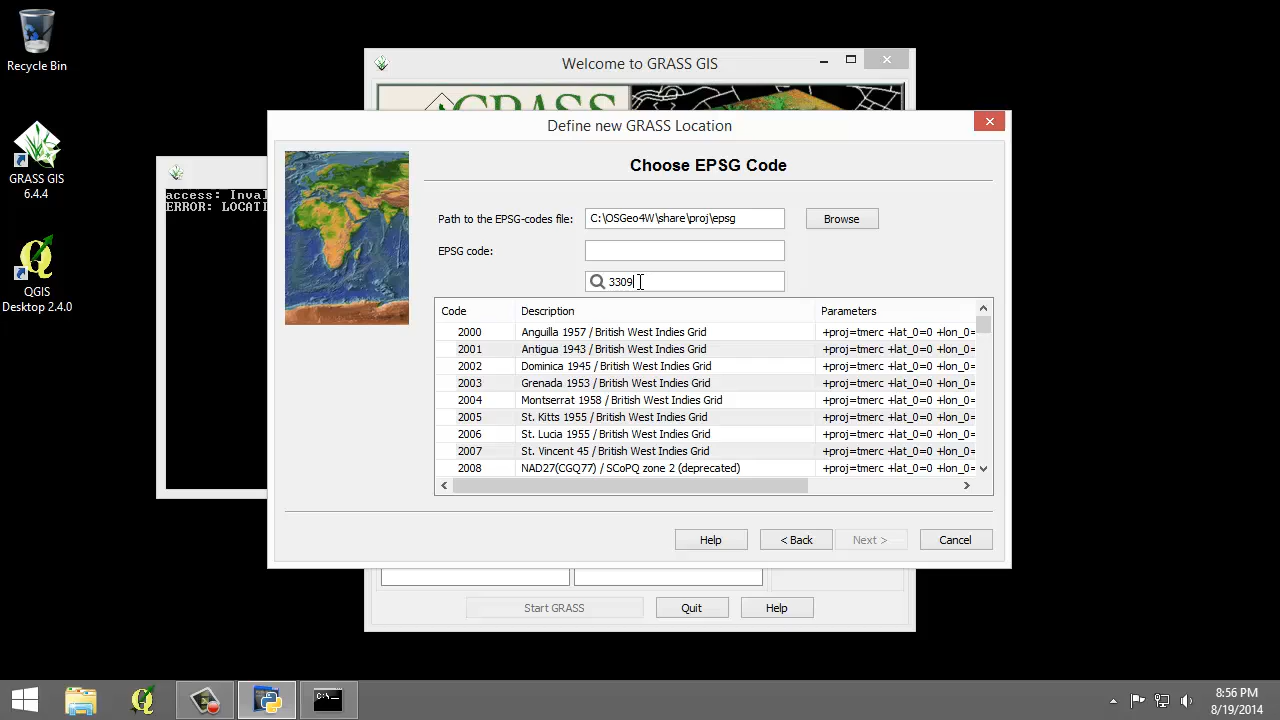 Recycle Bin
GRASS GIS
6.4.4
QGIS
Desktop 2.4.0
Welcome to GRASS GIS
GRASS
access: Inval
ERROR: LOCATI
Define new GRASS Location
Choose EPSG Code
Path to the EPSG-codes file: C:\OSGeo4W\share\proj\epsg Browse
EPSG code:
3309
Code Description Parameters
2000 Anguilla 1957 / British West Indies Grid +proj=tmerc +lat_0=0 +lon_0=
2001 Antigua 1943 / British West Indies Grid +proj=tmerc +lat_0=0 +lon_0=
2002 Dominica 1945 / British West Indies Grid +proj=tmerc +lat_0=0 +lon_0=
2003 Grenada 1953 / British West Indies Grid +proj=tmerc +lat_0=0 +lon_0=
2004 Montserrat 1958 / British West Indies Grid +proj=tmerc +lat_0=0 +lon_0=
2005 St. Kitts 1955 / British West Indies Grid +proj=tmerc +lat_0=0 +lon_0=
2006 St. Lucia 1955 / British West Indies Grid +proj=tmerc +lat_0=0 +lon_0=
2007 St. Vincent 45 / British West Indies Grid +proj=tmerc +lat_0=0 +lon_0=
2008 NAD27(CGQ77) / SCoPQ zone 2 (deprecated) +proj=tmerc +lat_0=0 +lon_0=
Help < Back Next > Cancel
Start GRASS Quit Help
C:\.
8:56 PM
8/19/2014